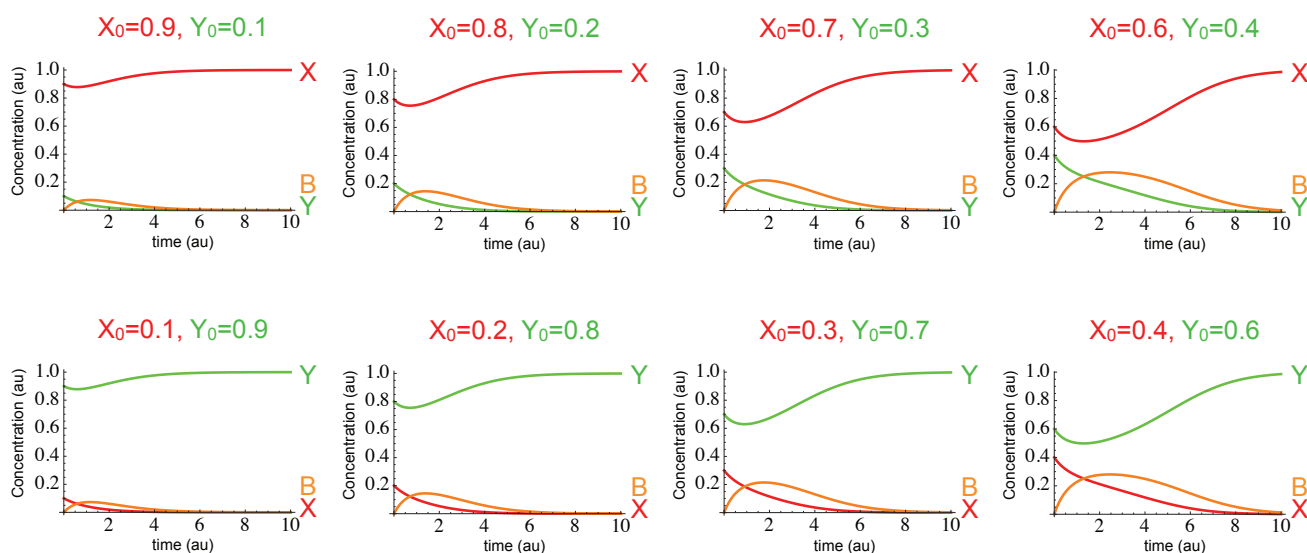 X₀=0.9, Y₀=0.1
Concentration (au)
1.0
0.8
0.6
0.4
0.2
2 4 6 8 10
time (au)
X
B
Y
X₀=0.8, Y₀=0.2
Concentration (au)
1.0
0.8
0.6
0.4
0.2
2 4 6 8 10
time (au)
X
B
Y
X₀=0.7, Y₀=0.3
Concentration (au)
1.0
0.8
0.6
0.4
0.2
2 4 6 8 10
time (au)
X
B
Y
X₀=0.6, Y₀=0.4
Concentration (au)
1.0
0.8
0.6
0.4
0.2
2 4 6 8 10
time (au)
X
B
Y
X₀=0.1, Y₀=0.9
Concentration (au)
1.0
0.8
0.6
0.4
0.2
2 4 6 8 10
time (au)
Y
B
X
X₀=0.2, Y₀=0.8
Concentration (au)
1.0
0.8
0.6
0.4
0.2
2 4 6 8 10
time (au)
Y
B
X
X₀=0.3, Y₀=0.7
Concentration (au)
1.0
0.8
0.6
0.4
0.2
2 4 6 8 10
time (au)
Y
B
X
X₀=0.4, Y₀=0.6
Concentration (au)
1.0
0.8
0.6
0.4
0.2
2 4 6 8 10
time (au)
Y
B
X